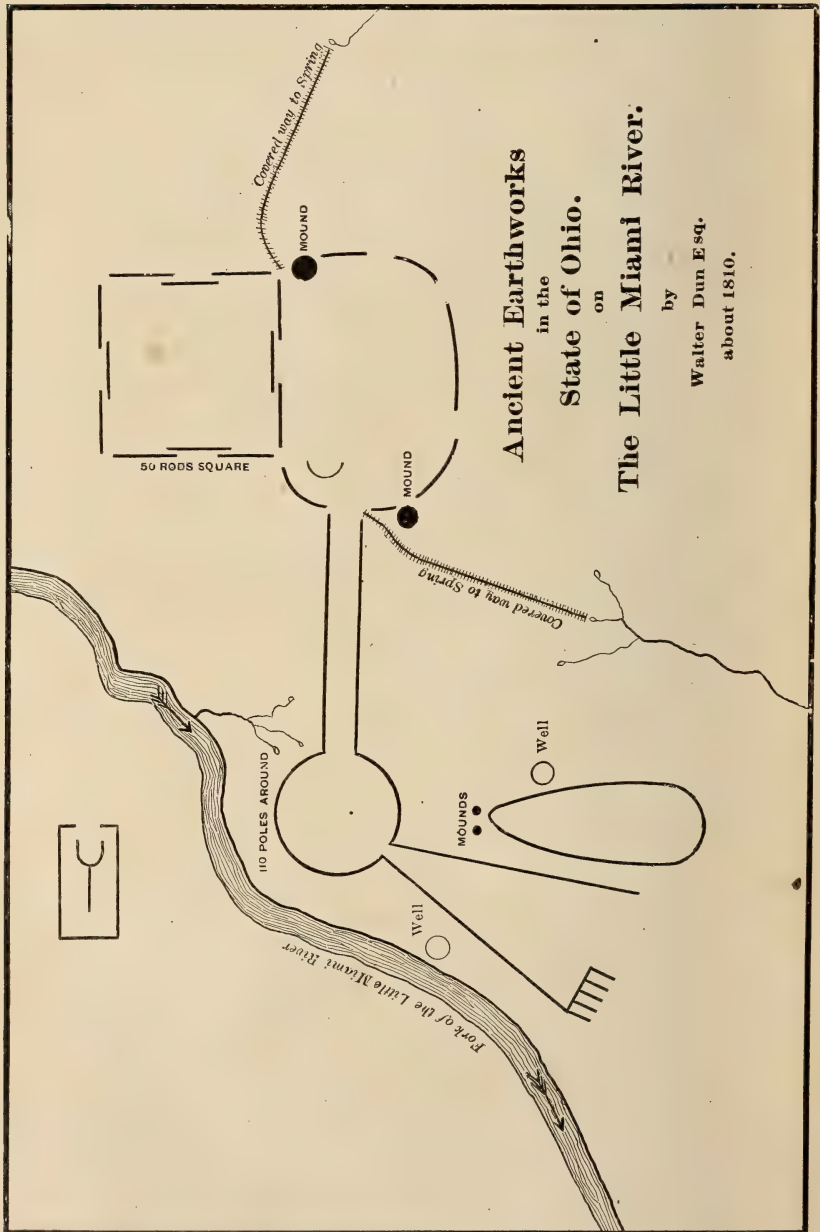 Ancient Earthworks
in the
State of Ohio.
on
The Little Miami River.
by
Walter Dun Esq.
about 1810.
Covered way to Spring
MOUND
50 RODS SQUARE
MOUND
Covered way to Spring
110 POLES AROUND
MOUNDS
Well
Well
Fork of the Little Miami River